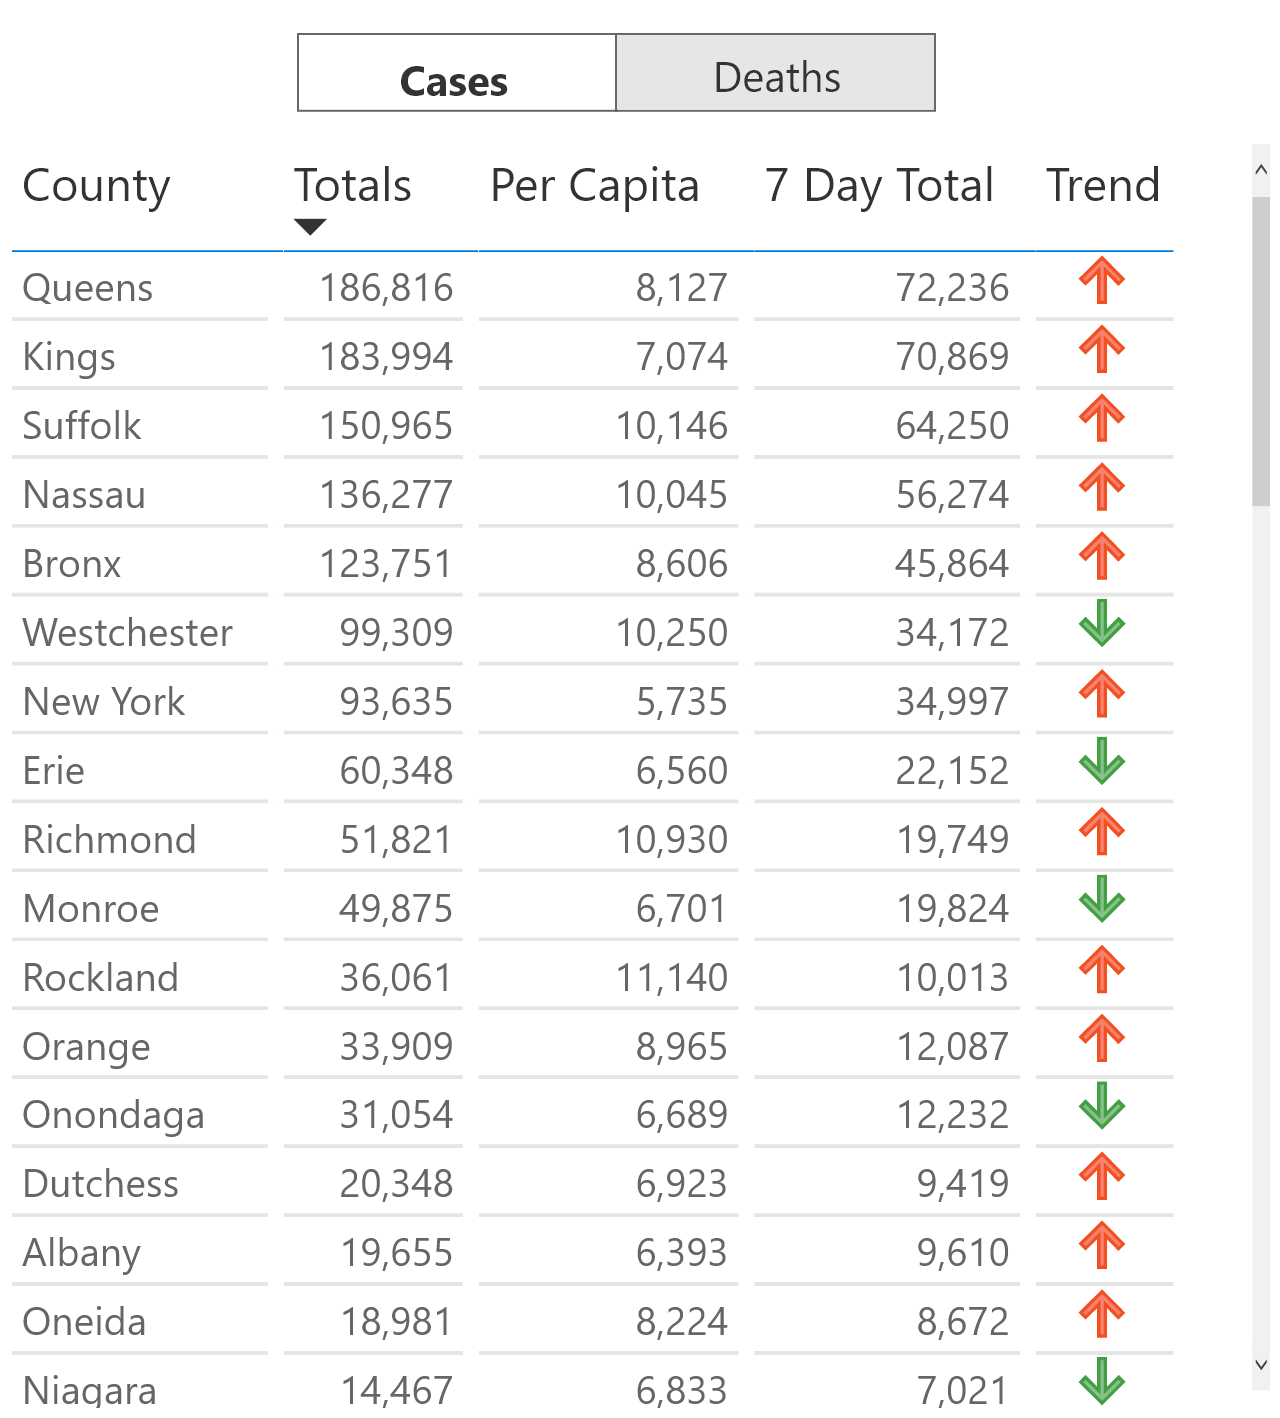 Cases Deaths
County Totals Per Capita 7 Day Total Trend
Queens 186,816 8,127 72,236
Kings 183,994 7,074 70,869
Suffolk 150,965 10,146 64,250
Nassau 136,277 10,045 56,274
Bronx 123,751 8,606 45,864
Westchester 99,309 10,250 34,172
New York 93,635 5,735 34,997
Erie 60,348 6,560 22,152
Richmond 51,821 10,930 19,749
Monroe 49,875 6,701 19,824
Rockland 36,061 11,140 10,013
Orange 33,909 8,965 12,087
Onondaga 31,054 6,689 12,232
Dutchess 20,348 6,923 9,419
Albany 19,655 6,393 9,610
Oneida 18,981 8,224 8,672
Niagara 14,467 6,833 7,021